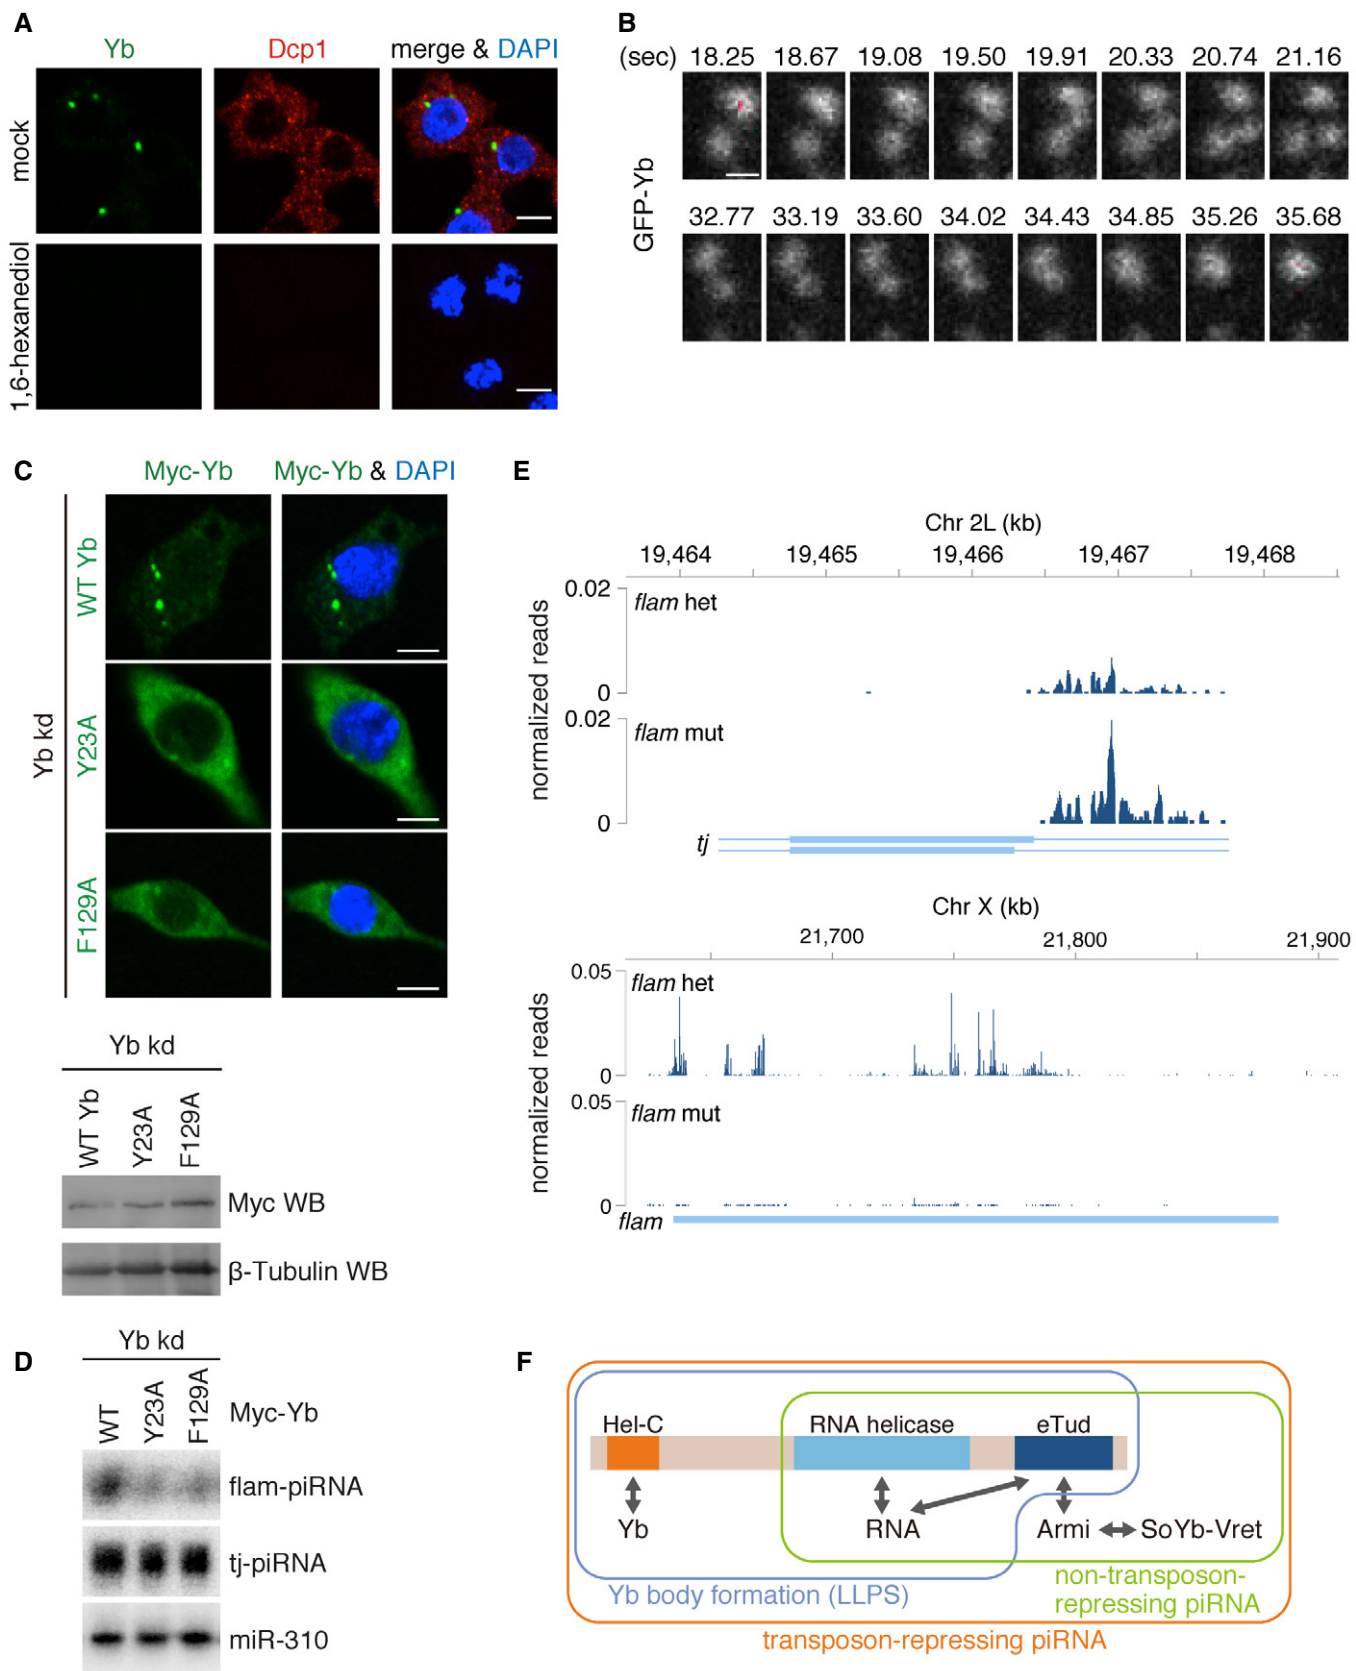 A
Yb
Dcp1
merge & DAPI
mock
1,6-hexanediol
B
(sec) 18.25 18.67 19.08 19.50 19.91 20.33 20.74 21.16
GFP-Yb
32.77 33.19 33.60 34.02 34.43 34.85 35.26 35.68
C
Myc-Yb
Myc-Yb & DAPI
Yb kd
WT Yb
Y23A
F129A
Yb kd
WT Yb
Y23A
F129A
Myc WB
β-Tubulin WB
D
Yb kd
WT
Y23A
F129A
Myc-Yb
flam-piRNA
tj-piRNA
miR-310
E
Chr 2L (kb)
19,464 19,465 19,466 19,467 19,468
normalized reads
0.02
flam het
0
0.02
flam mut
0
tj
Chr X (kb)
21,700 21,800 21,900
normalized reads
0.05
flam het
0
0.05
flam mut
0
flam
F
Hel-C
RNA helicase
eTud
Yb
RNA
Armi
SoYb-Vret
Yb body formation (LLPS)
non-transposon-
repressing piRNA
transposon-repressing piRNA